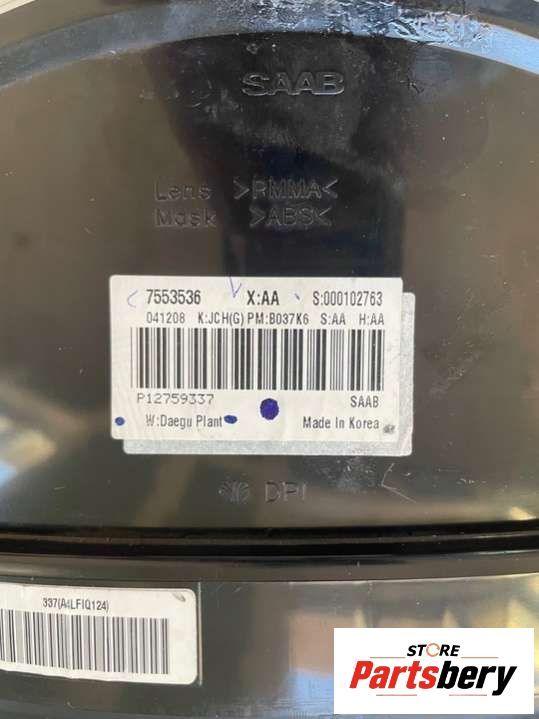 SAAB
Lens >PMMA<
Mask >ABS<
7553536 X:AA S:000102763
041208 K:JCH(G) PM:B037K6 S:AA H:AA
P12759337 SAAB
W:Daegu Plant Made In Korea
DPI
337(A4LFIQ124)
STORE
Partsbery